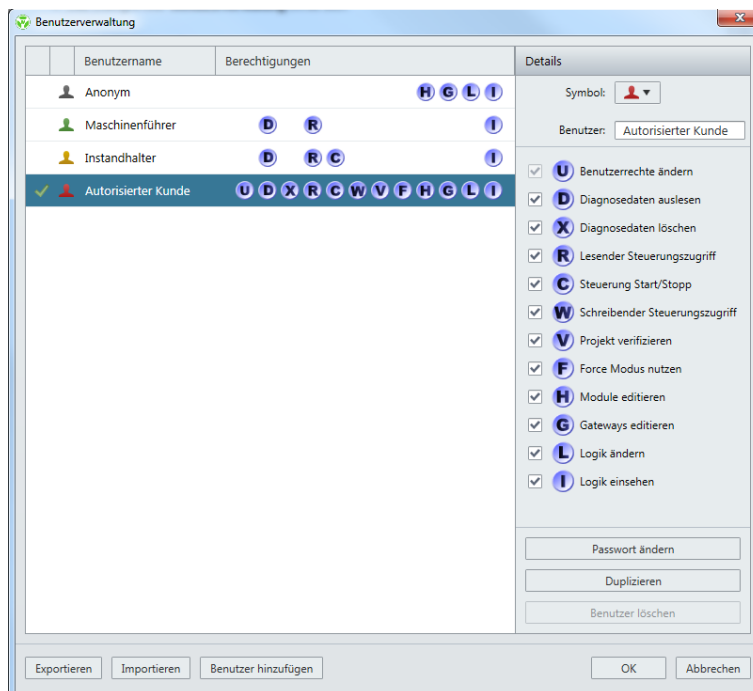 Benutzerverwaltung
Benutzername Berechtigungen
Anonym H G L I
Maschinenführer D R I
Instandhalter D R C I
Autorisierter Kunde U D X R C W V F H G L I
Details
Symbol:
Benutzer: Autorisierter Kunde
U Benutzerrechte ändern
D Diagnosedaten auslesen
X Diagnosedaten löschen
R Lesender Steuerungszugriff
C Steuerung Start/Stopp
W Schreibender Steuerungszugriff
V Projekt verifizieren
F Force Modus nutzen
H Module editieren
G Gateways editieren
L Logik ändern
I Logik einsehen
Passwort ändern
Duplizieren
Benutzer löschen
Exportieren Importieren Benutzer hinzufügen OK Abbrechen